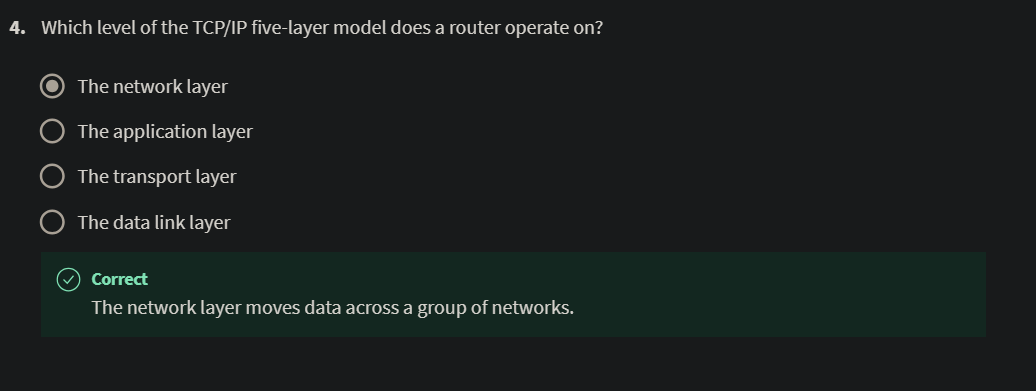 4. Which level of the TCP/IP five-layer model does a router operate on?
The network layer
The application layer
The transport layer
The data link layer
Correct
The network layer moves data across a group of networks.